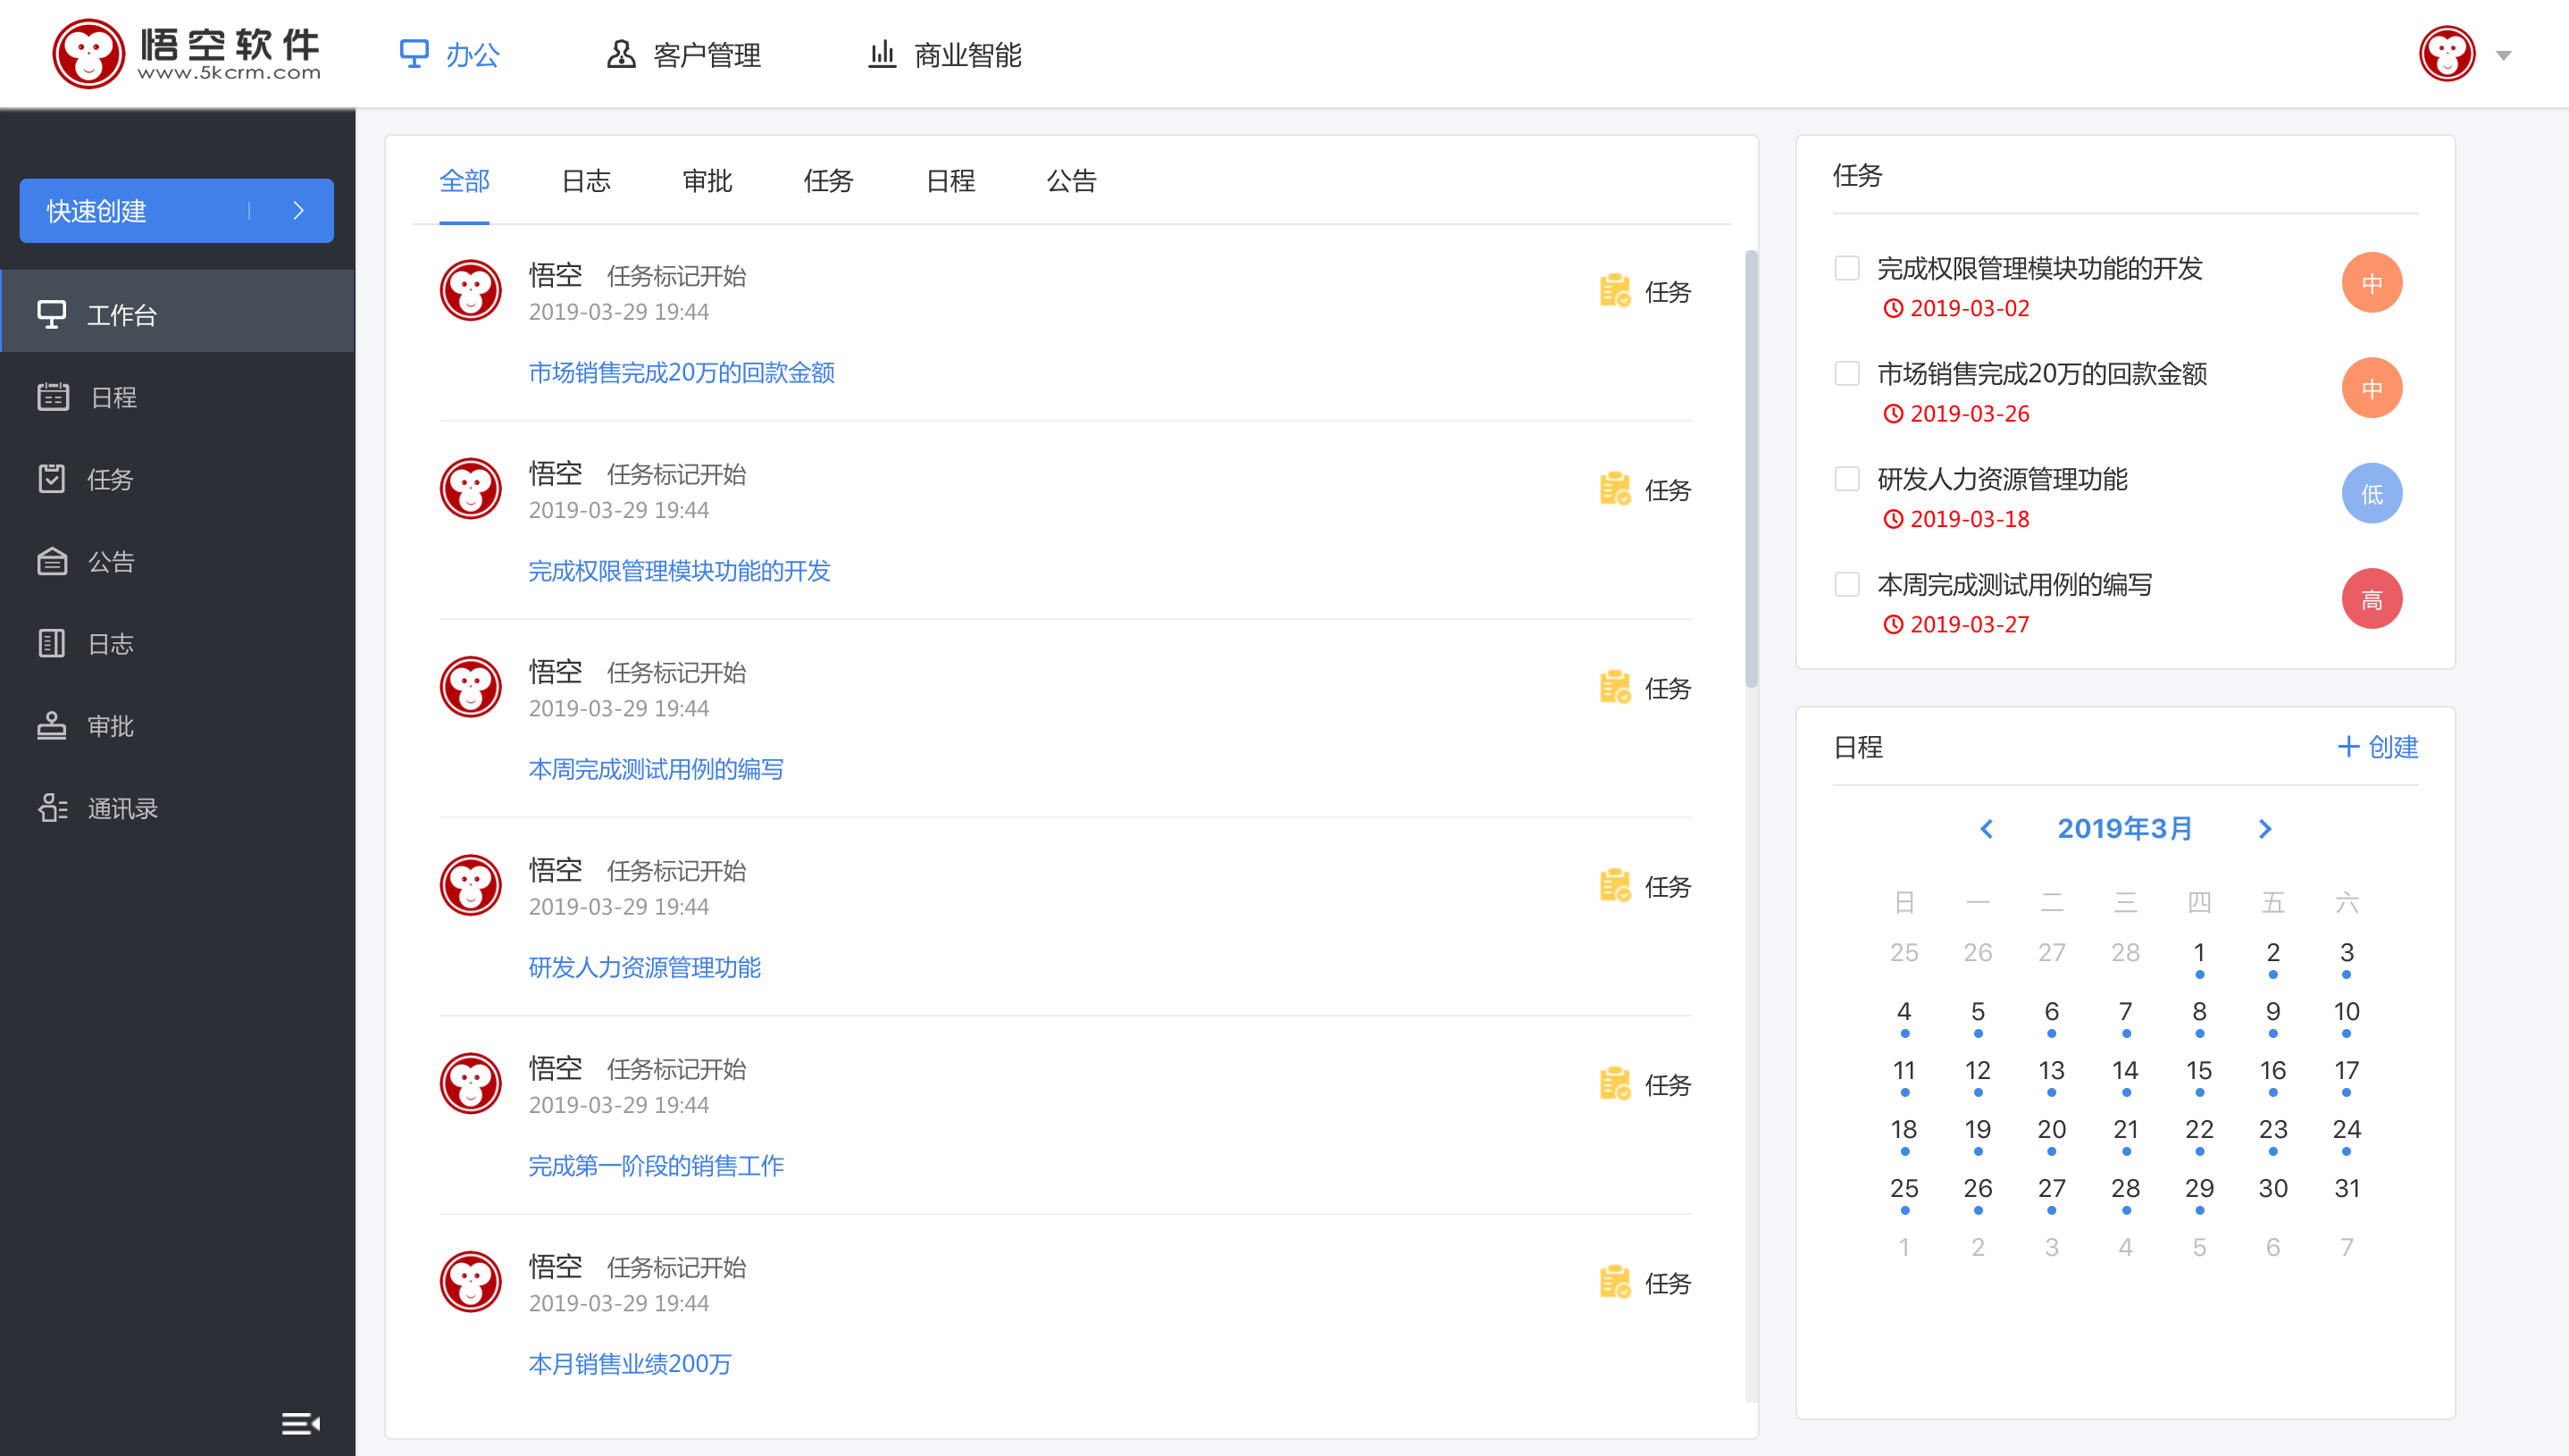 悟空软件
www.5kcrm.com
办公
客户管理
商业智能
快速创建
工作台
日程
任务
公告
日志
审批
通讯录
全部 日志 审批 任务 日程 公告
悟空 任务标记开始
2019-03-29 19:44
任务
市场销售完成20万的回款金额
悟空 任务标记开始
2019-03-29 19:44
任务
完成权限管理模块功能的开发
悟空 任务标记开始
2019-03-29 19:44
任务
本周完成测试用例的编写
悟空 任务标记开始
2019-03-29 19:44
任务
研发人力资源管理功能
悟空 任务标记开始
2019-03-29 19:44
任务
完成第一阶段的销售工作
悟空 任务标记开始
2019-03-29 19:44
任务
本月销售业绩200万
任务
完成权限管理模块功能的开发
2019-03-02
中
市场销售完成20万的回款金额
2019-03-26
中
研发人力资源管理功能
2019-03-18
低
本周完成测试用例的编写
2019-03-27
高
日程
创建
2019年3月
日 一 二 三 四 五 六
25 26 27 28 1 2 3
4 5 6 7 8 9 10
11 12 13 14 15 16 17
18 19 20 21 22 23 24
25 26 27 28 29 30 31
1 2 3 4 5 6 7